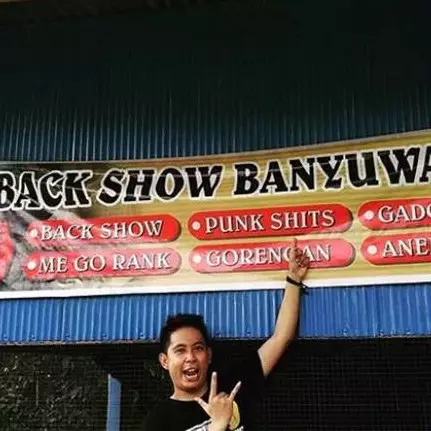 BACK SHOW BANYUWA
BACK SHOW PUNK SHITS GADO
ME GO RANK GORENGAN ANE